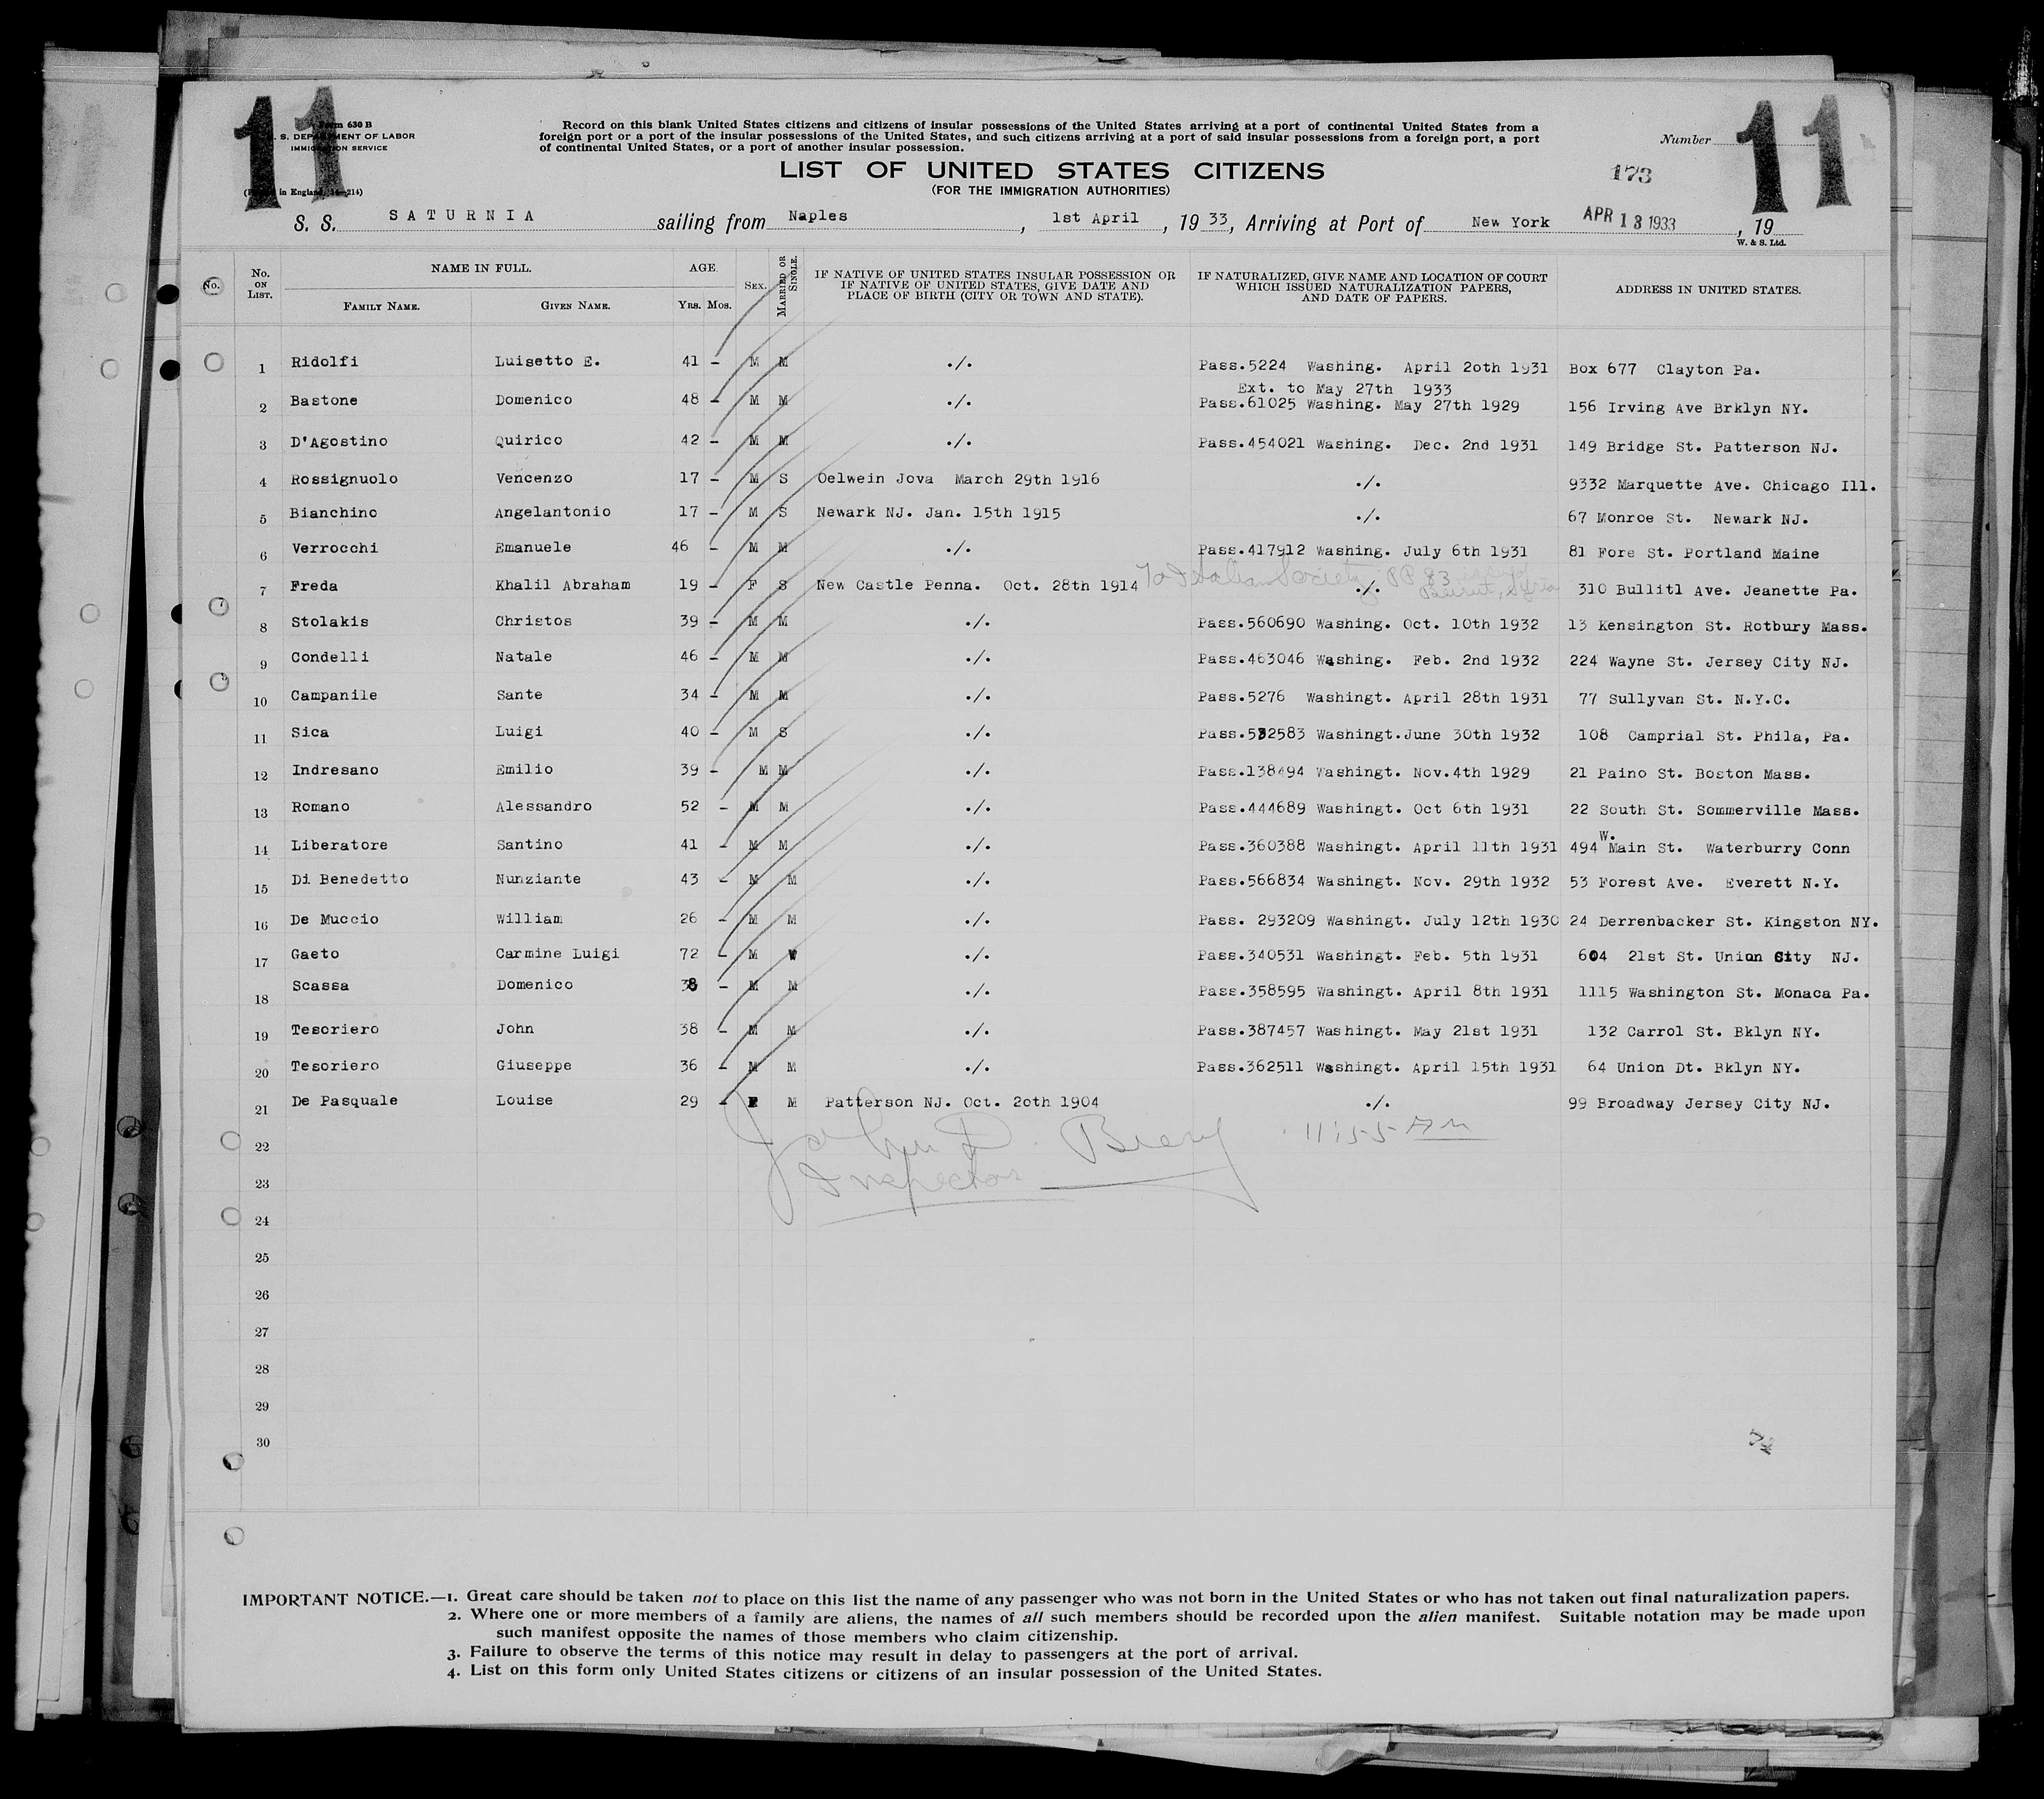 11 11
Form 630 B
U. S. DEPARTMENT OF LABOR
IMMIGRATION SERVICE
(Printed in England, 14—214)
Record on this blank United States citizens and citizens of insular possessions of the United States arriving at a port of continental United States from a
foreign port or a port of the insular possessions of the United States, and such citizens arriving at a port of said insular possessions from a foreign port, a port
of continental United States, or a port of another insular possession.
Number
173
LIST OF UNITED STATES CITIZENS
(FOR THE IMMIGRATION AUTHORITIES)
S. S. SATURNIA sailing from Naples, 1st April, 19 33, Arriving at Port of New York APR 13 1933, 19
W. & S. Ltd.
No. No. ON LIST. NAME IN FULL. FAMILY NAME. GIVEN NAME. AGE. YRS. MOS. SEX. MARRIED OR SINGLE. IF NATIVE OF UNITED STATES INSULAR POSSESSION OR IF NATIVE OF UNITED STATES, GIVE DATE AND PLACE OF BIRTH (CITY OR TOWN AND STATE). IF NATURALIZED, GIVE NAME AND LOCATION OF COURT WHICH ISSUED NATURALIZATION PAPERS, AND DATE OF PAPERS. ADDRESS IN UNITED STATES.
1 Ridolfi Luisetto E. 41 - M M ./. Pass.5224 Washing. April 2oth 1931 Box 677 Clayton Pa.
Ext. to May 27th 1933
2 Bastone Domenico 48 - M M ./. Pass.61025 Washing. May 27th 1929 156 Irving Ave Brklyn NY.
3 D'Agostino Quirico 42 - M M ./. Pass.454021 Washing. Dec. 2nd 1931 149 Bridge St. Patterson NJ.
4 Rossignuolo Vencenzo 17 - M S Oelwein Jova March 29th 1916 ./. 9332 Marquette Ave. Chicago Ill.
5 Bianchino Angelantonio 17 - M S Newark NJ. Jan. 15th 1915 ./. 67 Monroe St. Newark NJ.
6 Verrocchi Emanuele 46 - M M ./. Pass.417912 Washing. July 6th 1931 81 Fore St. Portland Maine
To Italian Society PP 83
Beirut, Syria
7 Freda Khalil Abraham 19 - F S New Castle Penna. Oct. 28th 1914 ./. 310 Bullitl Ave. Jeanette Pa.
8 Stolakis Christos 39 - M M ./. Pass.560690 Washing. Oct. 10th 1932 13 Kensington St. Rotbury Mass.
9 Condelli Natale 46 - M M ./. Pass.463046 Washing. Feb. 2nd 1932 224 Wayne St. Jersey City NJ.
10 Campanile Sante 34 - M M ./. Pass.5276 Washingt. April 28th 1931 77 Sullyvan St. N.Y.C.
11 Sica Luigi 40 - M S ./. Pass.532583 Washingt.June 30th 1932 108 Camprial St. Phila, Pa.
12 Indresano Emilio 39 - M M ./. Pass.138494 Washingt. Nov.4th 1929 21 Paino St. Boston Mass.
13 Romano Alessandro 52 - M M ./. Pass.444689 Washingt. Oct 6th 1931 22 South St. Sommerville Mass.
14 Liberatore Santino 41 - M M ./. Pass.360388 Washingt. April 11th 1931 494 W. Main St. Waterburry Conn
15 Di Benedetto Nunziante 43 - M M ./. Pass.566834 Washingt. Nov. 29th 1932 53 Forest Ave. Everett N.Y.
16 De Muccio William 26 - M M ./. Pass. 293209 Washingt. July 12th 1930 24 Derrenbacker St. Kingston NY.
17 Gaeto Carmine Luigi 72 - M W ./. Pass.340531 Washingt. Feb. 5th 1931 604 21st St. Union City NJ.
18 Scassa Domenico 38 - M M ./. Pass.358595 Washingt. April 8th 1931 1115 Washington St. Monaca Pa.
19 Tesoriero John 38 - M M ./. Pass.387457 Washingt. May 21st 1931 132 Carrol St. Bklyn NY.
20 Tesoriero Giuseppe 36 - M M ./. Pass.362511 Washingt. April 15th 1931 64 Union Dt. Bklyn NY.
21 De Pasquale Louise 29 - F M Patterson NJ. Oct. 2oth 1904 ./. 99 Broadway Jersey City NJ.
22
John 11:55 AM
23
Inspector
24
25
26
27
28
29
30
IMPORTANT NOTICE.—1. Great care should be taken not to place on this list the name of any passenger who was not born in the United States or who has not taken out final naturalization papers.
2. Where one or more members of a family are aliens, the names of all such members should be recorded upon the alien manifest. Suitable notation may be made upon
such manifest opposite the names of those members who claim citizenship.
3. Failure to observe the terms of this notice may result in delay to passengers at the port of arrival.
4. List on this form only United States citizens or citizens of an insular possession of the United States.